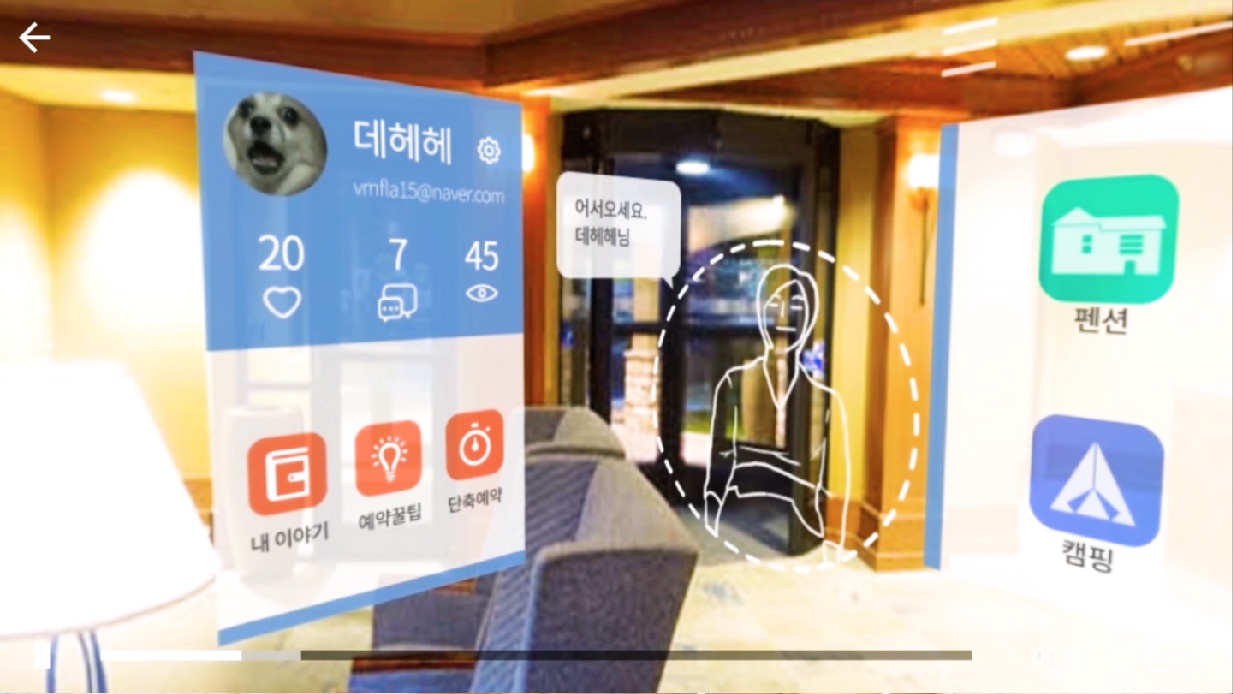 데헤헤
vmfla15@naver.com
20
7
45
내 이야기
예약꿀팁
단축예약
어서오세요.
데헤헤님
펜션
캠핑